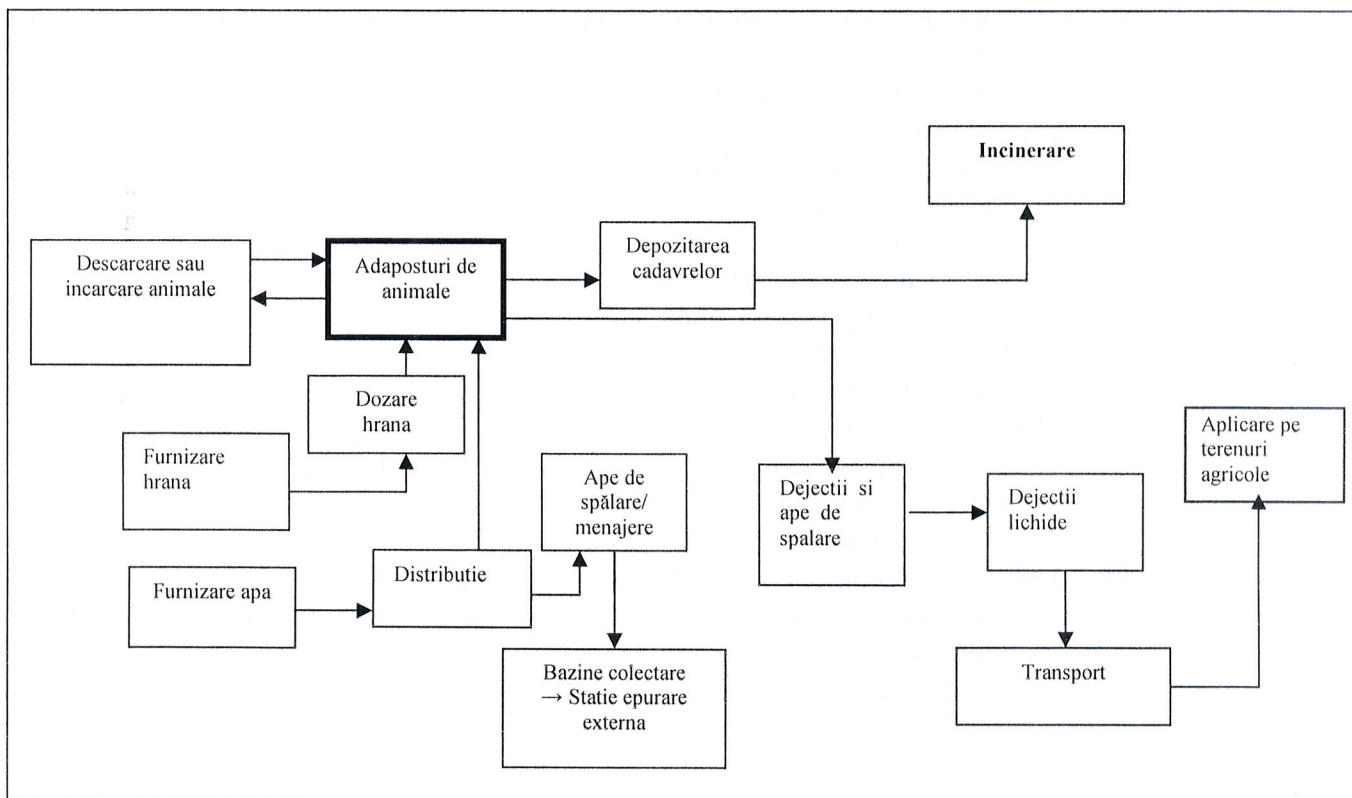 Incinerare
Descarcare sau
incarcare animale
Adaposturi de
animale
Depozitarea
cadavrelor
Dozare
hrana
Furnizare
hrana
Ape de
spălare/
menajere
Dejectii si
ape de
spalare
Dejectii
lichide
Aplicare pe
terenuri
agricole
Furnizare apa
Distributie
Bazine colectare
→ Statie epurare
externa
Transport